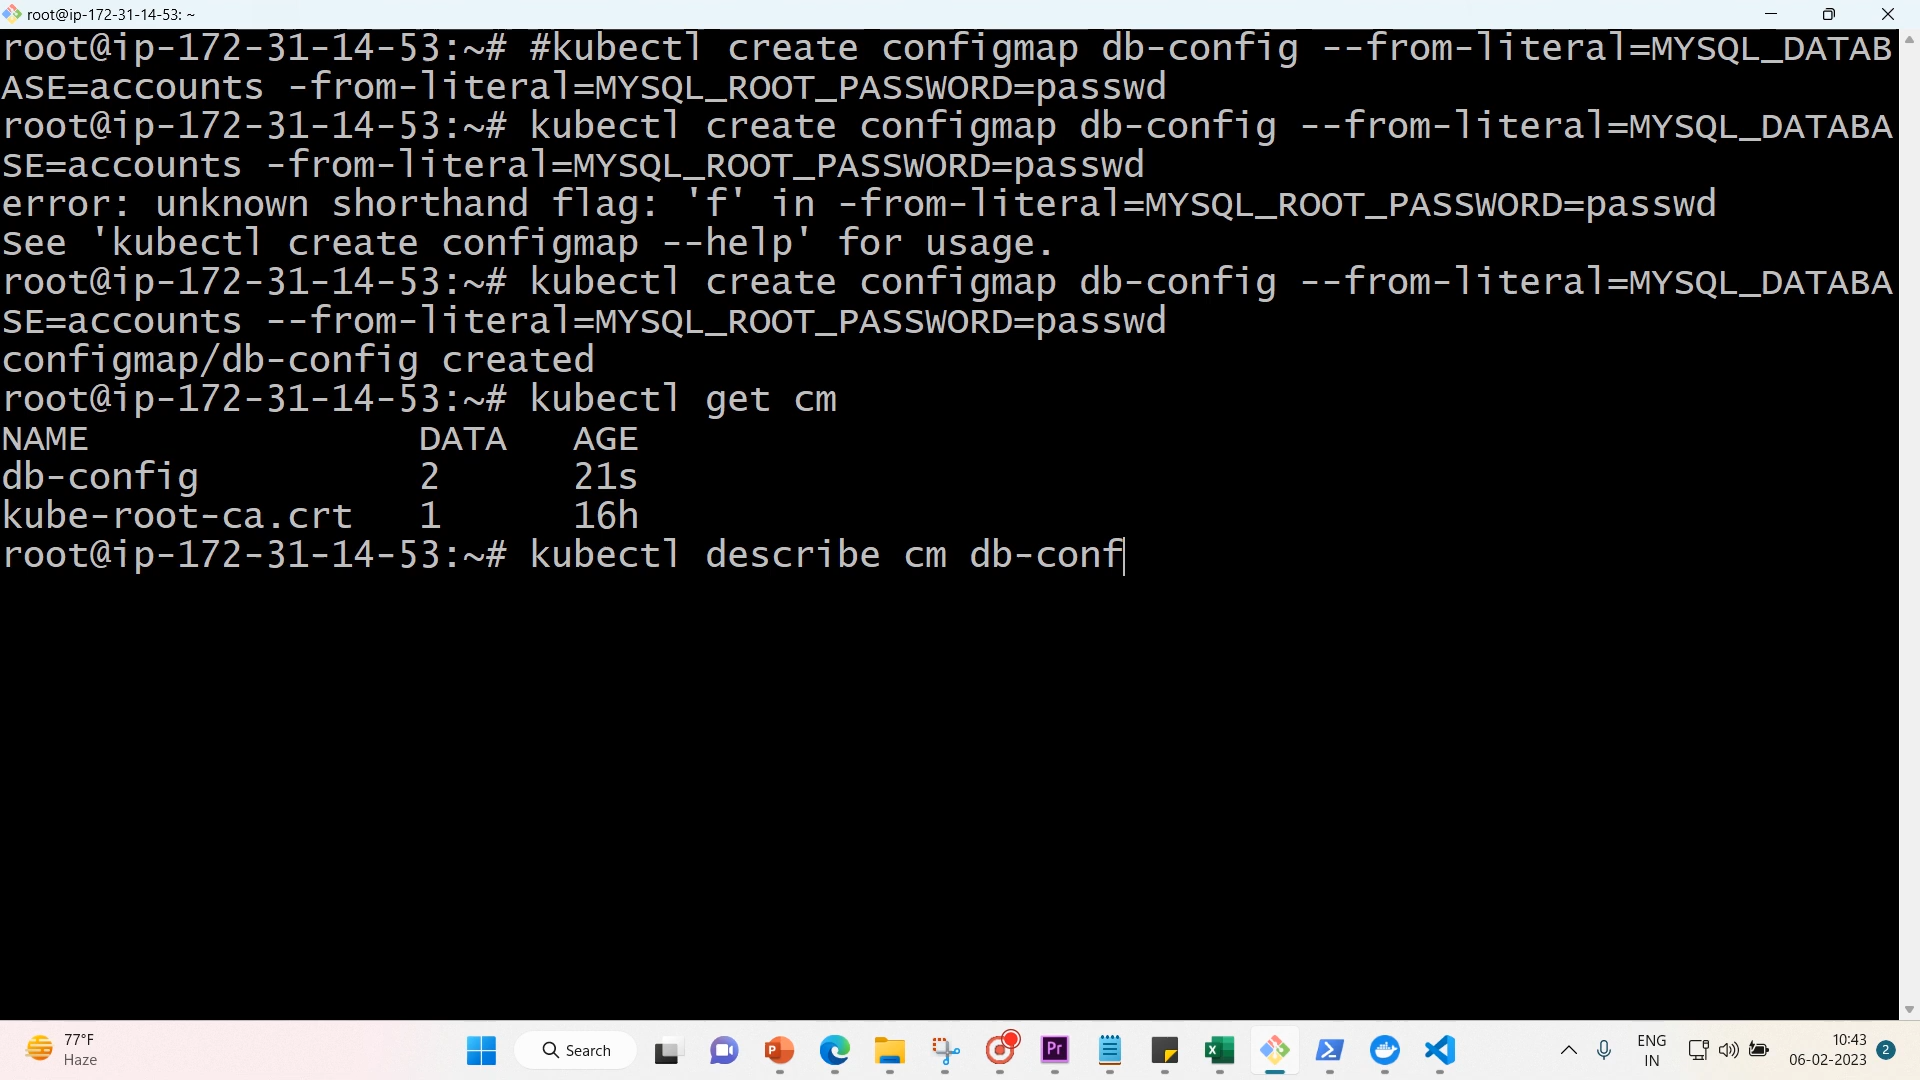 root@ip-172-31-14-53: ~
root@ip-172-31-14-53:~# #kubectl create configmap db-config --from-literal=MYSQL_DATAB
ASE=accounts -from-literal=MYSQL_ROOT_PASSWORD=passwd
root@ip-172-31-14-53:~# kubectl create configmap db-config --from-literal=MYSQL_DATABA
SE=accounts -from-literal=MYSQL_ROOT_PASSWORD=passwd
error: unknown shorthand flag: 'f' in -from-literal=MYSQL_ROOT_PASSWORD=passwd
See 'kubectl create configmap --help' for usage.
root@ip-172-31-14-53:~# kubectl create configmap db-config --from-literal=MYSQL_DATABA
SE=accounts --from-literal=MYSQL_ROOT_PASSWORD=passwd
configmap/db-config created
root@ip-172-31-14-53:~# kubectl get cm
NAME DATA AGE
db-config 2 21s
kube-root-ca.crt 1 16h
root@ip-172-31-14-53:~# kubectl describe cm db-conf
77°F
Haze
Search
P
Pr
X
ENG
IN
10:43
06-02-2023
2